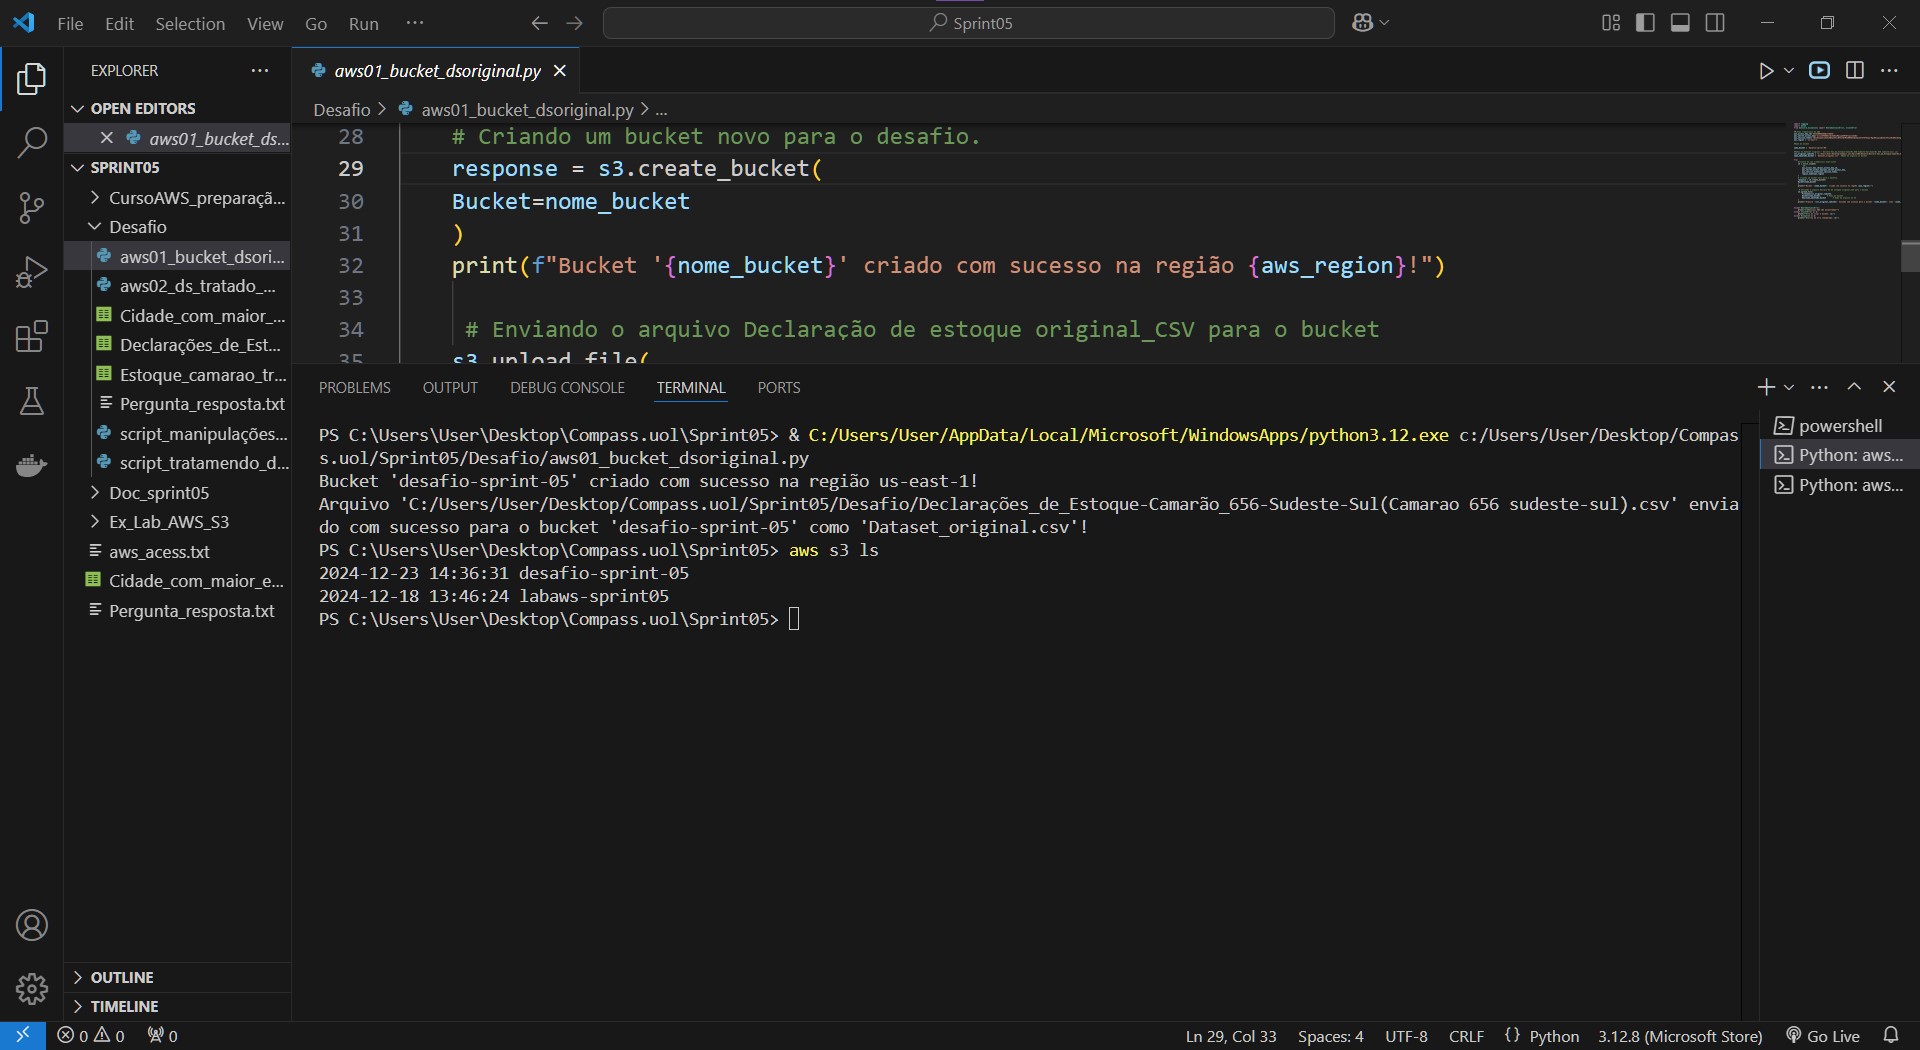 File Edit Selection View Go Run ...
Sprint05
EXPLORER
OPEN EDITORS
aws01_bucket_ds...
SPRINT05
CursoAWS_preparaçã...
Desafio
aws01_bucket_dsori...
aws02_ds_tratado_...
Cidade_com_maior_...
Declarações_de_Est...
Estoque_camarao_tr...
Pergunta_resposta.txt
script_manipulações...
script_tratamendo_d...
Doc_sprint05
Ex_Lab_AWS_S3
aws_acess.txt
Cidade_com_maior_e...
Pergunta_resposta.txt
OUTLINE
TIMELINE
aws01_bucket_dsoriginal.py
Desafio > aws01_bucket_dsoriginal.py > ...
28 # Criando um bucket novo para o desafio.
29 response = s3.create_bucket(
30 Bucket=nome_bucket
31 )
32 print(f"Bucket '{nome_bucket}' criado com sucesso na região {aws_region}!")
33
34 # Enviando o arquivo Declaração de estoque original_CSV para o bucket
35 s3.upload_file(
PROBLEMS OUTPUT DEBUG CONSOLE TERMINAL PORTS
PS C:\Users\User\Desktop\Compass.uol\Sprint05> & C:/Users/User/AppData/Local/Microsoft/WindowsApps/python3.12.exe c:/Users/User/Desktop/Compas
s.uol/Sprint05/Desafio/aws01_bucket_dsoriginal.py
Bucket 'desafio-sprint-05' criado com sucesso na região us-east-1!
Arquivo 'C:/Users/User/Desktop/Compass.uol/Sprint05/Desafio/Declarações_de_Estoque-Camarão_656-Sudeste-Sul(Camarao 656 sudeste-sul).csv' envia
do com sucesso para o bucket 'desafio-sprint-05' como 'Dataset_original.csv'!
PS C:\Users\User\Desktop\Compass.uol\Sprint05> aws s3 ls
2024-12-23 14:36:31 desafio-sprint-05
2024-12-18 13:46:24 labaws-sprint05
PS C:\Users\User\Desktop\Compass.uol\Sprint05>
powershell
Python: aws...
Python: aws...
0 0 0
Ln 29, Col 33 Spaces: 4 UTF-8 CRLF {} Python 3.12.8 (Microsoft Store) Go Live